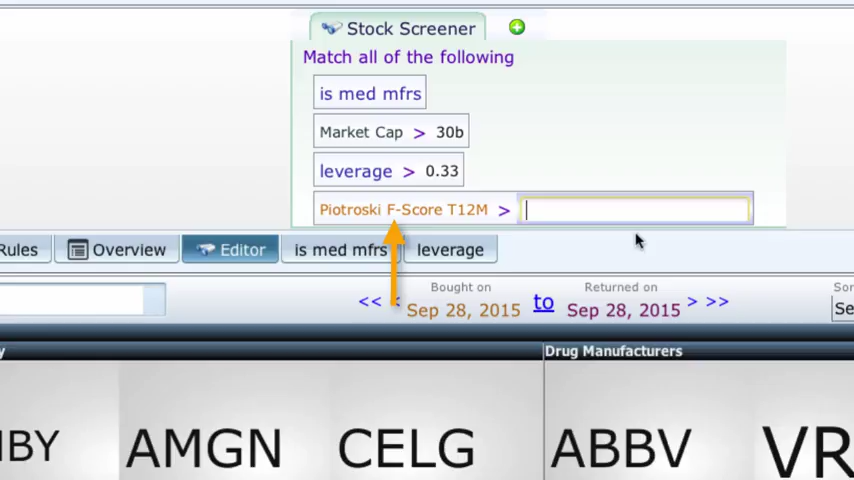 Stock Screener
Match all of the following
is med mfrs
Market Cap > 30b
leverage > 0.33
Piotroski F-Score T12M >
Rules Overview Editor is med mfrs leverage
Bought on Returned on
<< < Sep 28, 2015 to Sep 28, 2015 > >>
Drug Manufacturers
AMGN CELG ABBV